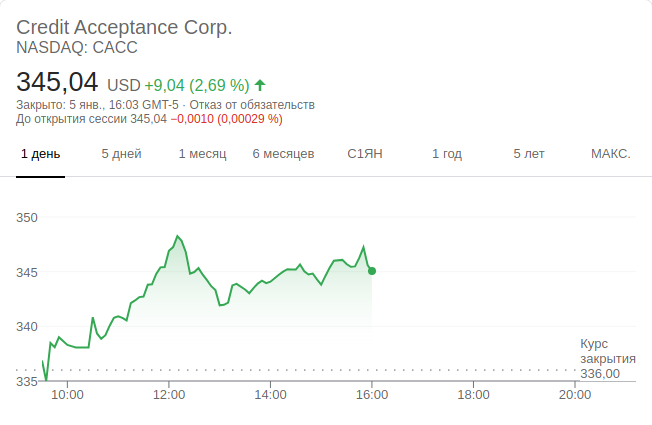 Credit Acceptance Corp.
NASDAQ: CACC
345,04 USD +9,04 (2,69 %)
Закрыто: 5 янв., 16:03 GMT-5 · Отказ от обязательств
До открытия сессии 345,04 −0,0010 (0,00029 %)
1 день 5 дней 1 месяц 6 месяцев С1ЯН 1 год 5 лет МАКС.
350
345
340
Курс
закрытия
336,00
335
10:00 12:00 14:00 16:00 18:00 20:00